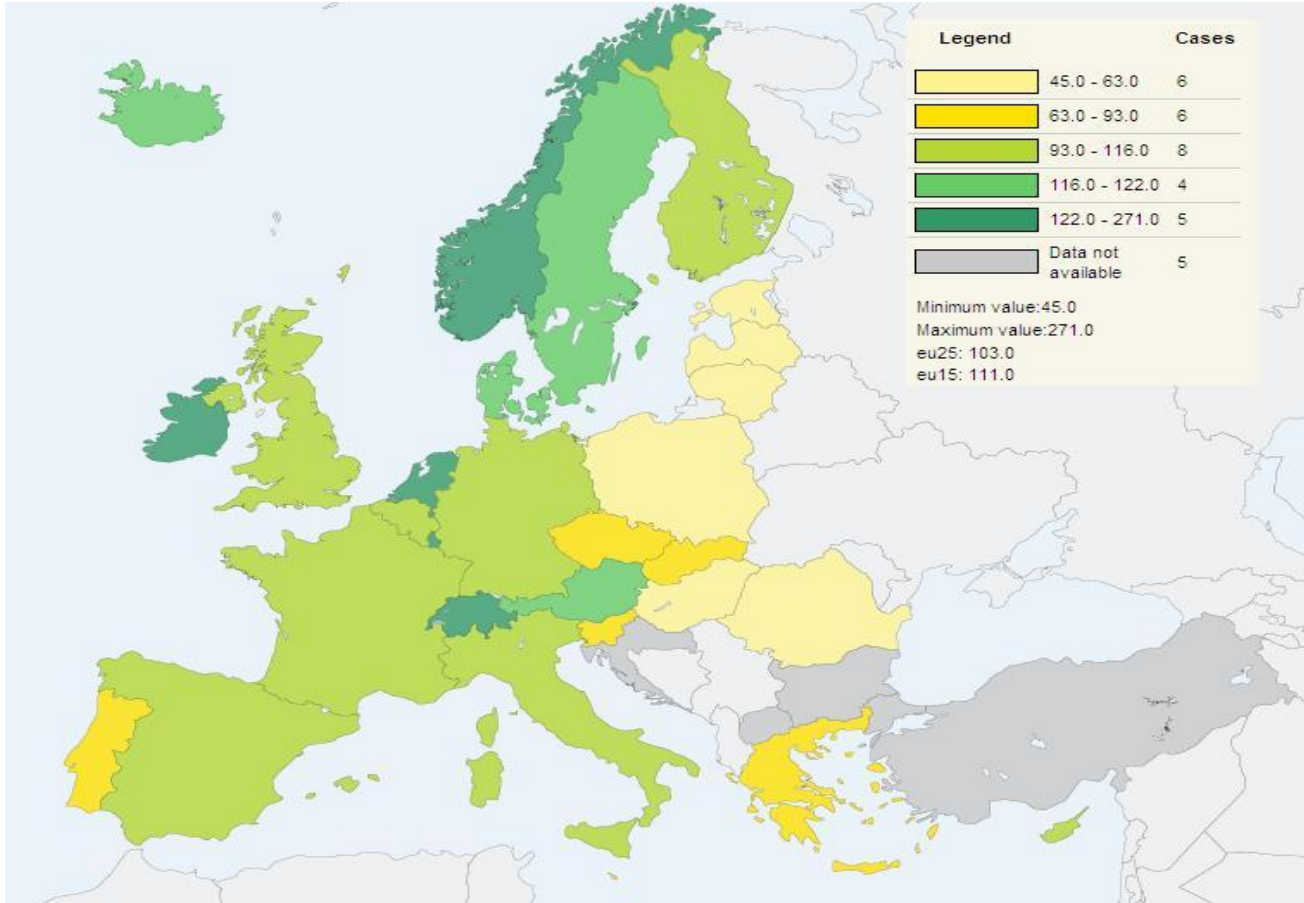 Legend Cases
45.0 - 63.0 6
63.0 - 93.0 6
93.0 - 116.0 8
116.0 - 122.0 4
122.0 - 271.0 5
Data not
available 5
Minimum value:45.0
Maximum value:271.0
eu25: 103.0
eu15: 111.0